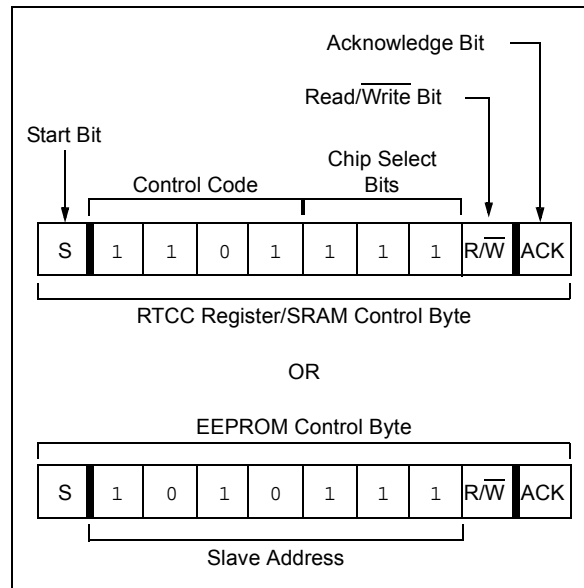 Acknowledge Bit
Read/Write Bit
Start Bit
Chip Select
Control Code Bits
S 1 1 0 1 1 1 1 R/W ACK
RTCC Register/SRAM Control Byte
OR
EEPROM Control Byte
S 1 0 1 0 1 1 1 R/W ACK
Slave Address